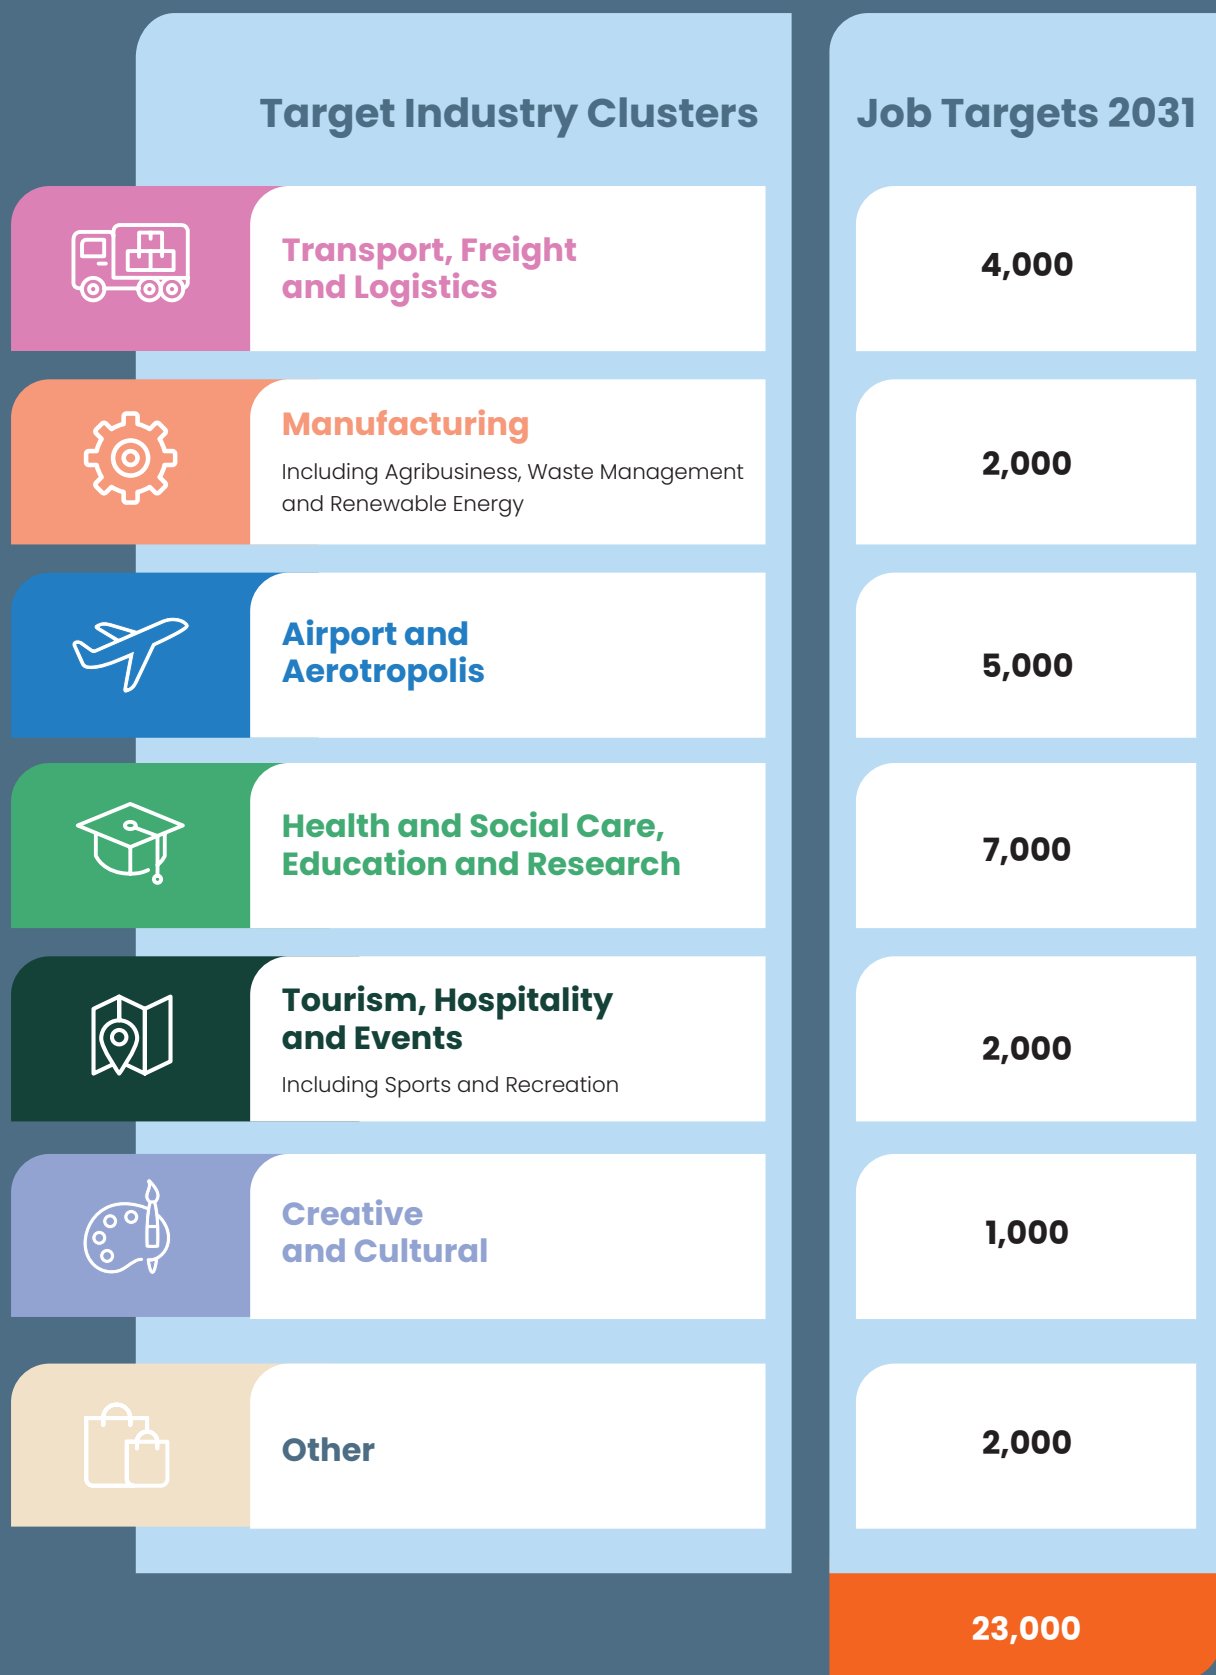 Target Industry Clusters
Job Targets 2031
Transport, Freight
and Logistics
4,000
Manufacturing
Including Agribusiness, Waste Management
and Renewable Energy
2,000
Airport and
Aerotropolis
5,000
Health and Social Care,
Education and Research
7,000
Tourism, Hospitality
and Events
Including Sports and Recreation
2,000
Creative
and Cultural
1,000
Other
2,000
23,000